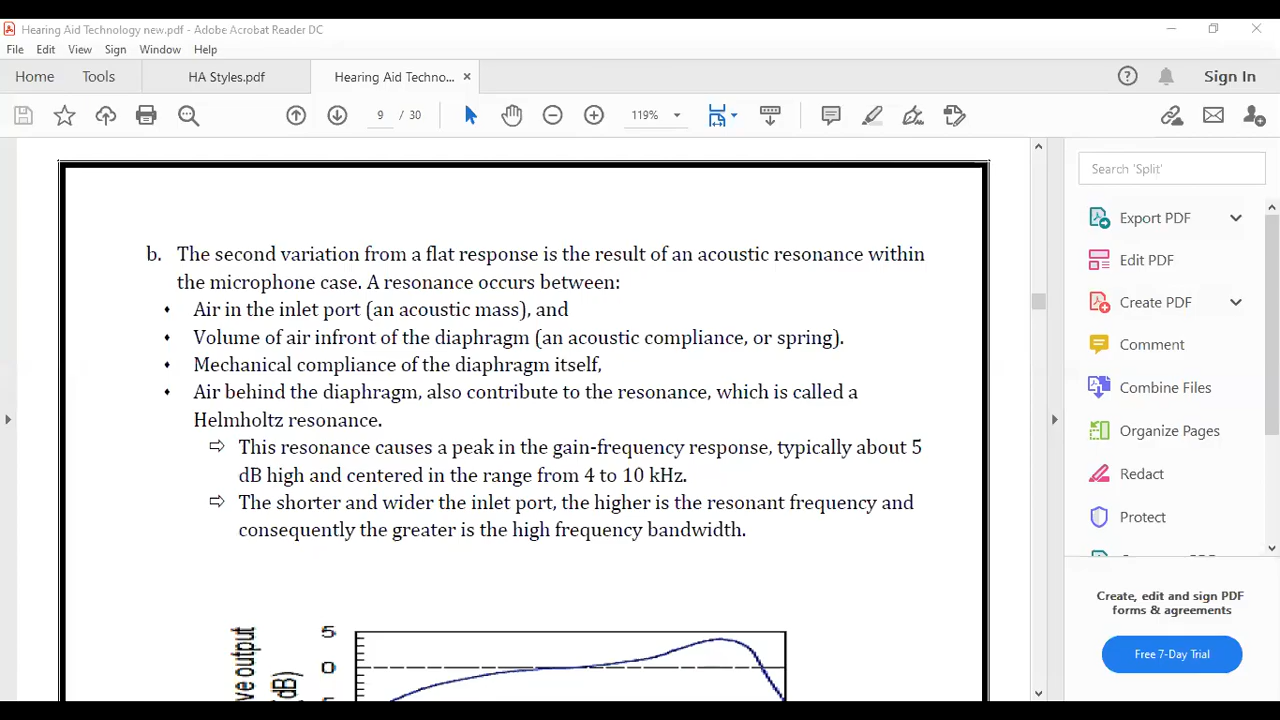 Hearing Aid Technology new.pdf - Adobe Acrobat Reader DC
File Edit View Sign Window Help
Home Tools HA Styles.pdf Hearing Aid Techno... × Sign In
9 / 30 119%
b. The second variation from a flat response is the result of an acoustic resonance within
the microphone case. A resonance occurs between:
• Air in the inlet port (an acoustic mass), and
• Volume of air infront of the diaphragm (an acoustic compliance, or spring).
• Mechanical compliance of the diaphragm itself,
• Air behind the diaphragm, also contribute to the resonance, which is called a
Helmholtz resonance.
⇨ This resonance causes a peak in the gain-frequency response, typically about 5
dB high and centered in the range from 4 to 10 kHz.
⇨ The shorter and wider the inlet port, the higher is the resonant frequency and
consequently the greater is the high frequency bandwidth.
5
0
output
dB)
Search 'Split'
Export PDF
Edit PDF
Create PDF
Comment
Combine Files
Organize Pages
Redact
Protect
Create, edit and sign PDF
forms & agreements
Free 7-Day Trial